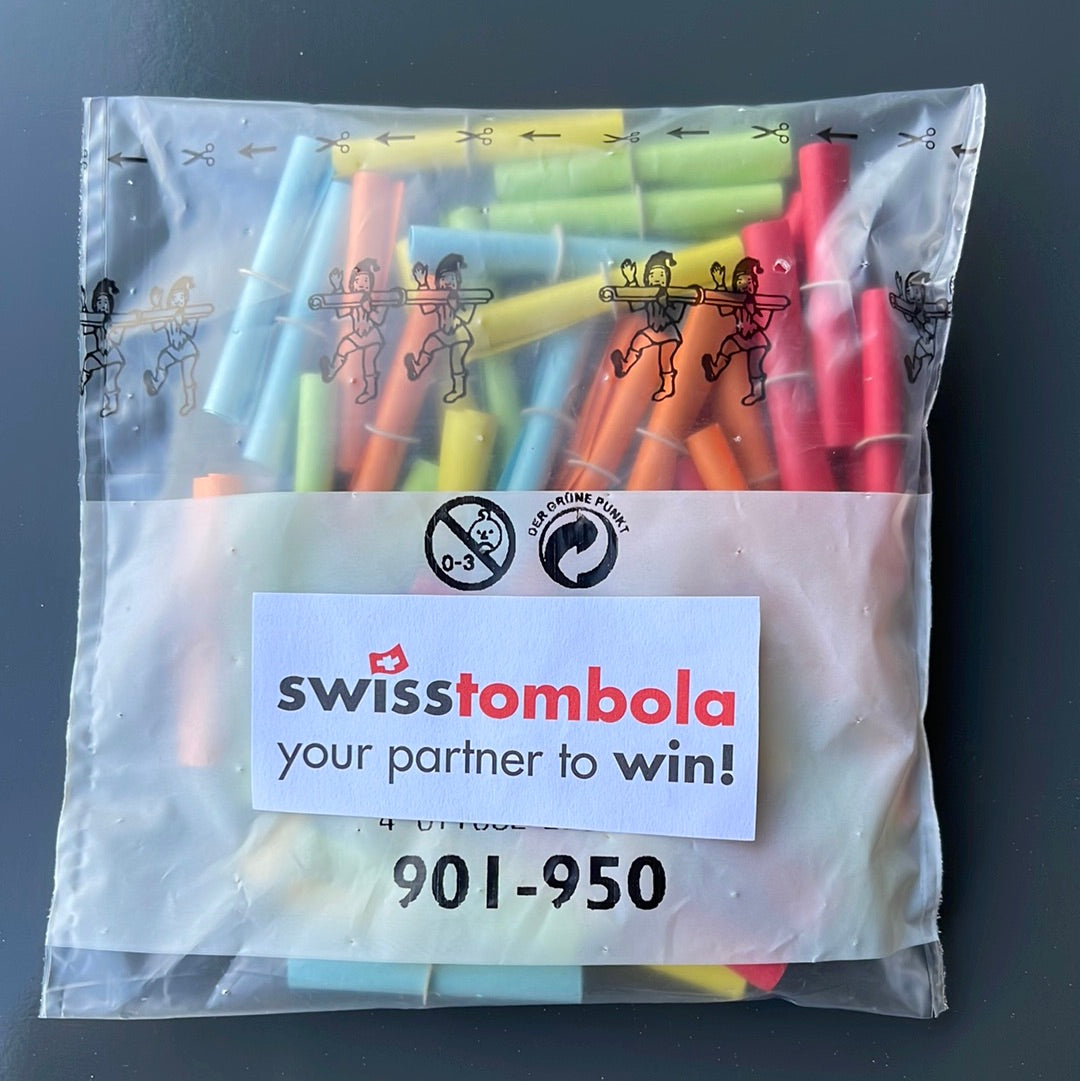 0-3
DER GRÜNE PUNKT
swisstombola
your partner to win!
901-950